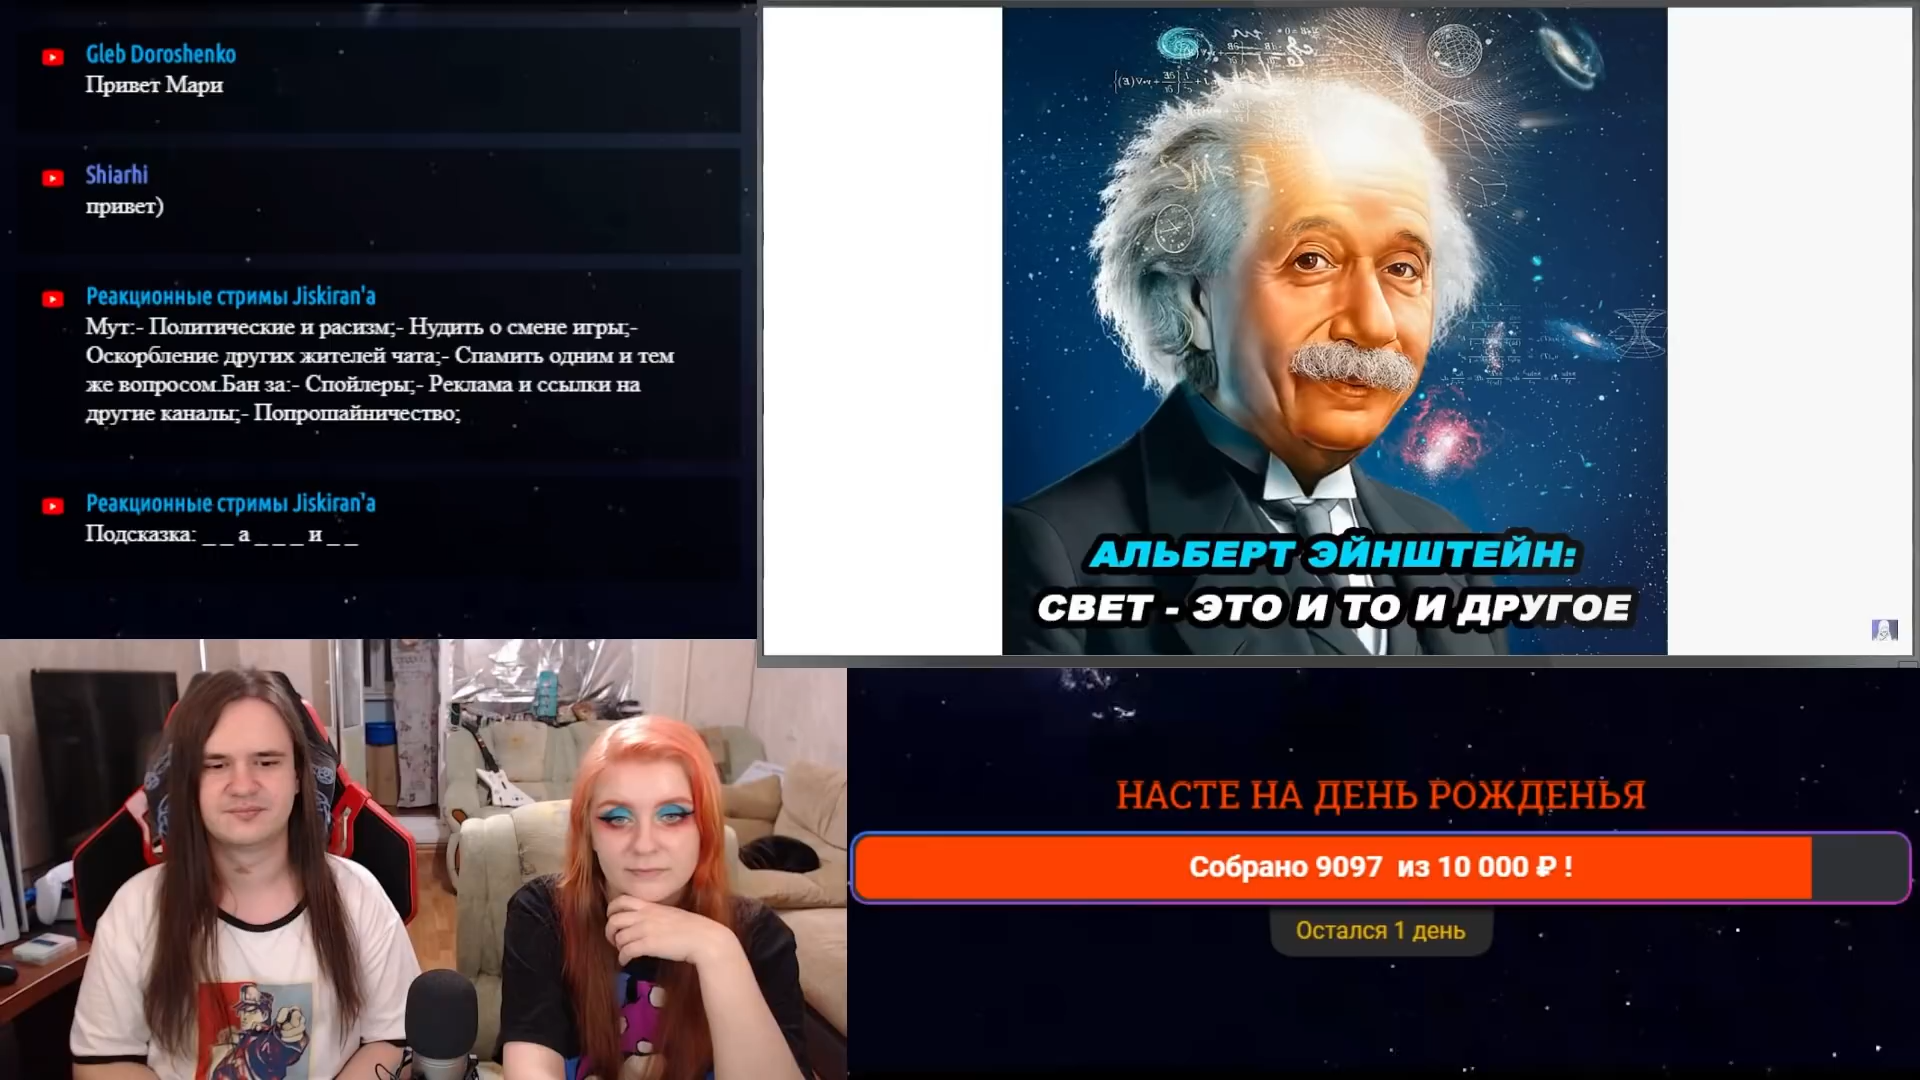 Gleb Doroshenko
Привет Мари
Shiarhi
привет)
Реакционные стримы Jiskiran'a
Мут:- Политические и расизм;- Нудить о смене игры;-
Оскорбление других жителей чата;- Спамить одним и тем
же вопросом.Бан за:- Спойлеры;- Реклама и ссылки на
другие каналы;- Попрошайничество;
Реакционные стримы Jiskiran'a
Подсказка: _ _ а _ _ _ и _ _
АЛЬБЕРТ ЭЙНШТЕЙН:
СВЕТ - ЭТО И ТО И ДРУГОЕ
НАСТЕ НА ДЕНЬ РОЖДЕНЬЯ
Собрано 9097 из 10 000 ₽ !
Остался 1 день